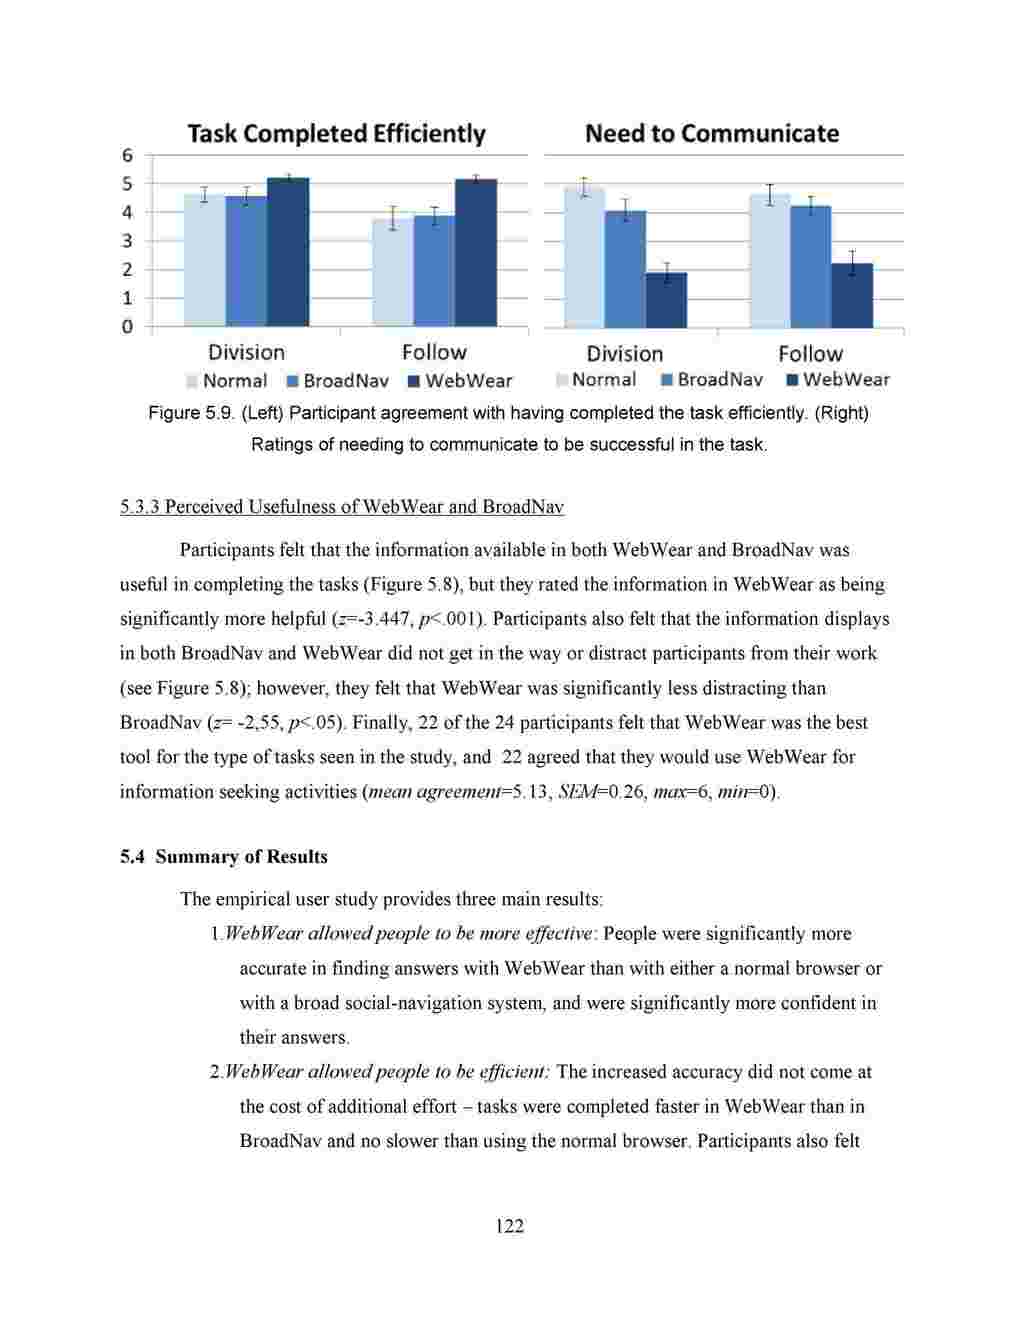 Task Completed Efficiently
Need to Communicate
6
5
4
3
2
1
0
Division
Follow
Division
Follow
Normal BroadNav WebWear
Normal BroadNav WebWear
Figure 5.9. (Left) Participant agreement with having completed the task efficiently. (Right)
Ratings of needing to communicate to be successful in the task.
5.3.3 Perceived Usefulness of WebWear and BroadNav
Participants felt that the information available in both WebWear and BroadNav was
useful in completing the tasks (Figure 5.8), but they rated the information in WebWear as being
significantly more helpful (z=-3.447, p<.001). Participants also felt that the information displays
in both BroadNav and WebWear did not get in the way or distract participants from their work
(see Figure 5.8); however, they felt that WebWear was significantly less distracting than
BroadNav (z= -2,55, p<.05). Finally, 22 of the 24 participants felt that WebWear was the best
tool for the type of tasks seen in the study, and  22 agreed that they would use WebWear for
information seeking activities (mean agreement=5.13, SEM=0.26, max=6, min=0).
5.4  Summary of Results
The empirical user study provides three main results:
1.WebWear allowed people to be more effective: People were significantly more
accurate in finding answers with WebWear than with either a normal browser or
with a broad social-navigation system, and were significantly more confident in
their answers.
2.WebWear allowed people to be efficient: The increased accuracy did not come at
the cost of additional effort – tasks were completed faster in WebWear than in
BroadNav and no slower than using the normal browser. Participants also felt
122